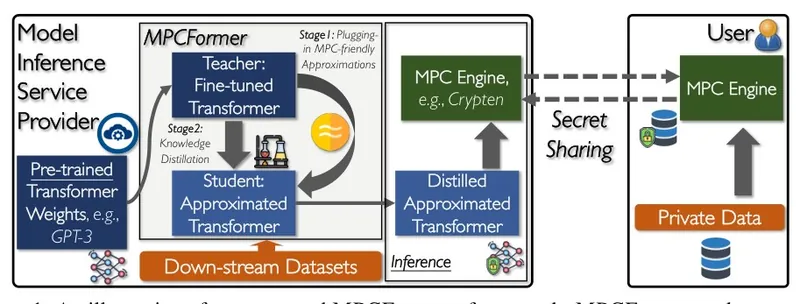 Model
Inference
Service
Provider
Pre-trained
Transformer
Weights, e.g.,
GPT-3
MPCFormer
Teacher:
Fine-tuned
Transformer
Stage1: Plugging-
in MPC-friendly
Approximations
Stage2:
Knowledge
Distillation
Student:
Approximated
Transformer
Down-stream Datasets
MPC Engine,
e.g., Crypten
Distilled
Approximated
Transformer
Inference
Secret
Sharing
User
MPC Engine
Private Data